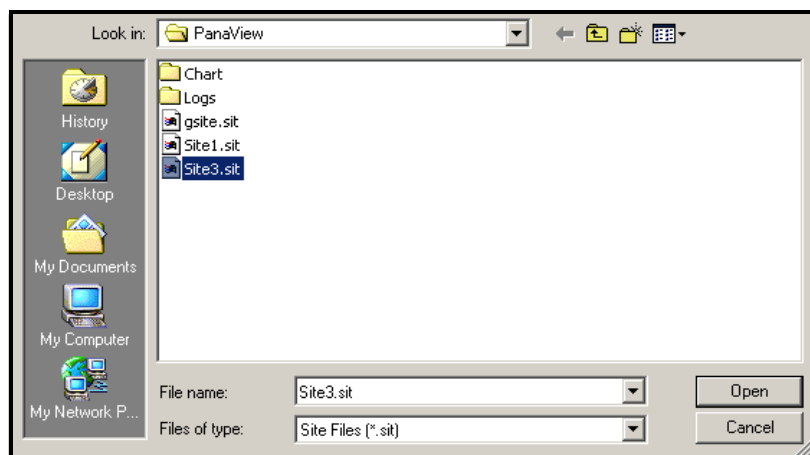 Look in: PanaView
Chart
Logs
gsite.sit
Site1.sit
Site3.sit
History
Desktop
My Documents
My Computer
My Network P...
File name: Site3.sit Open
Files of type: Site Files (*.sit) Cancel